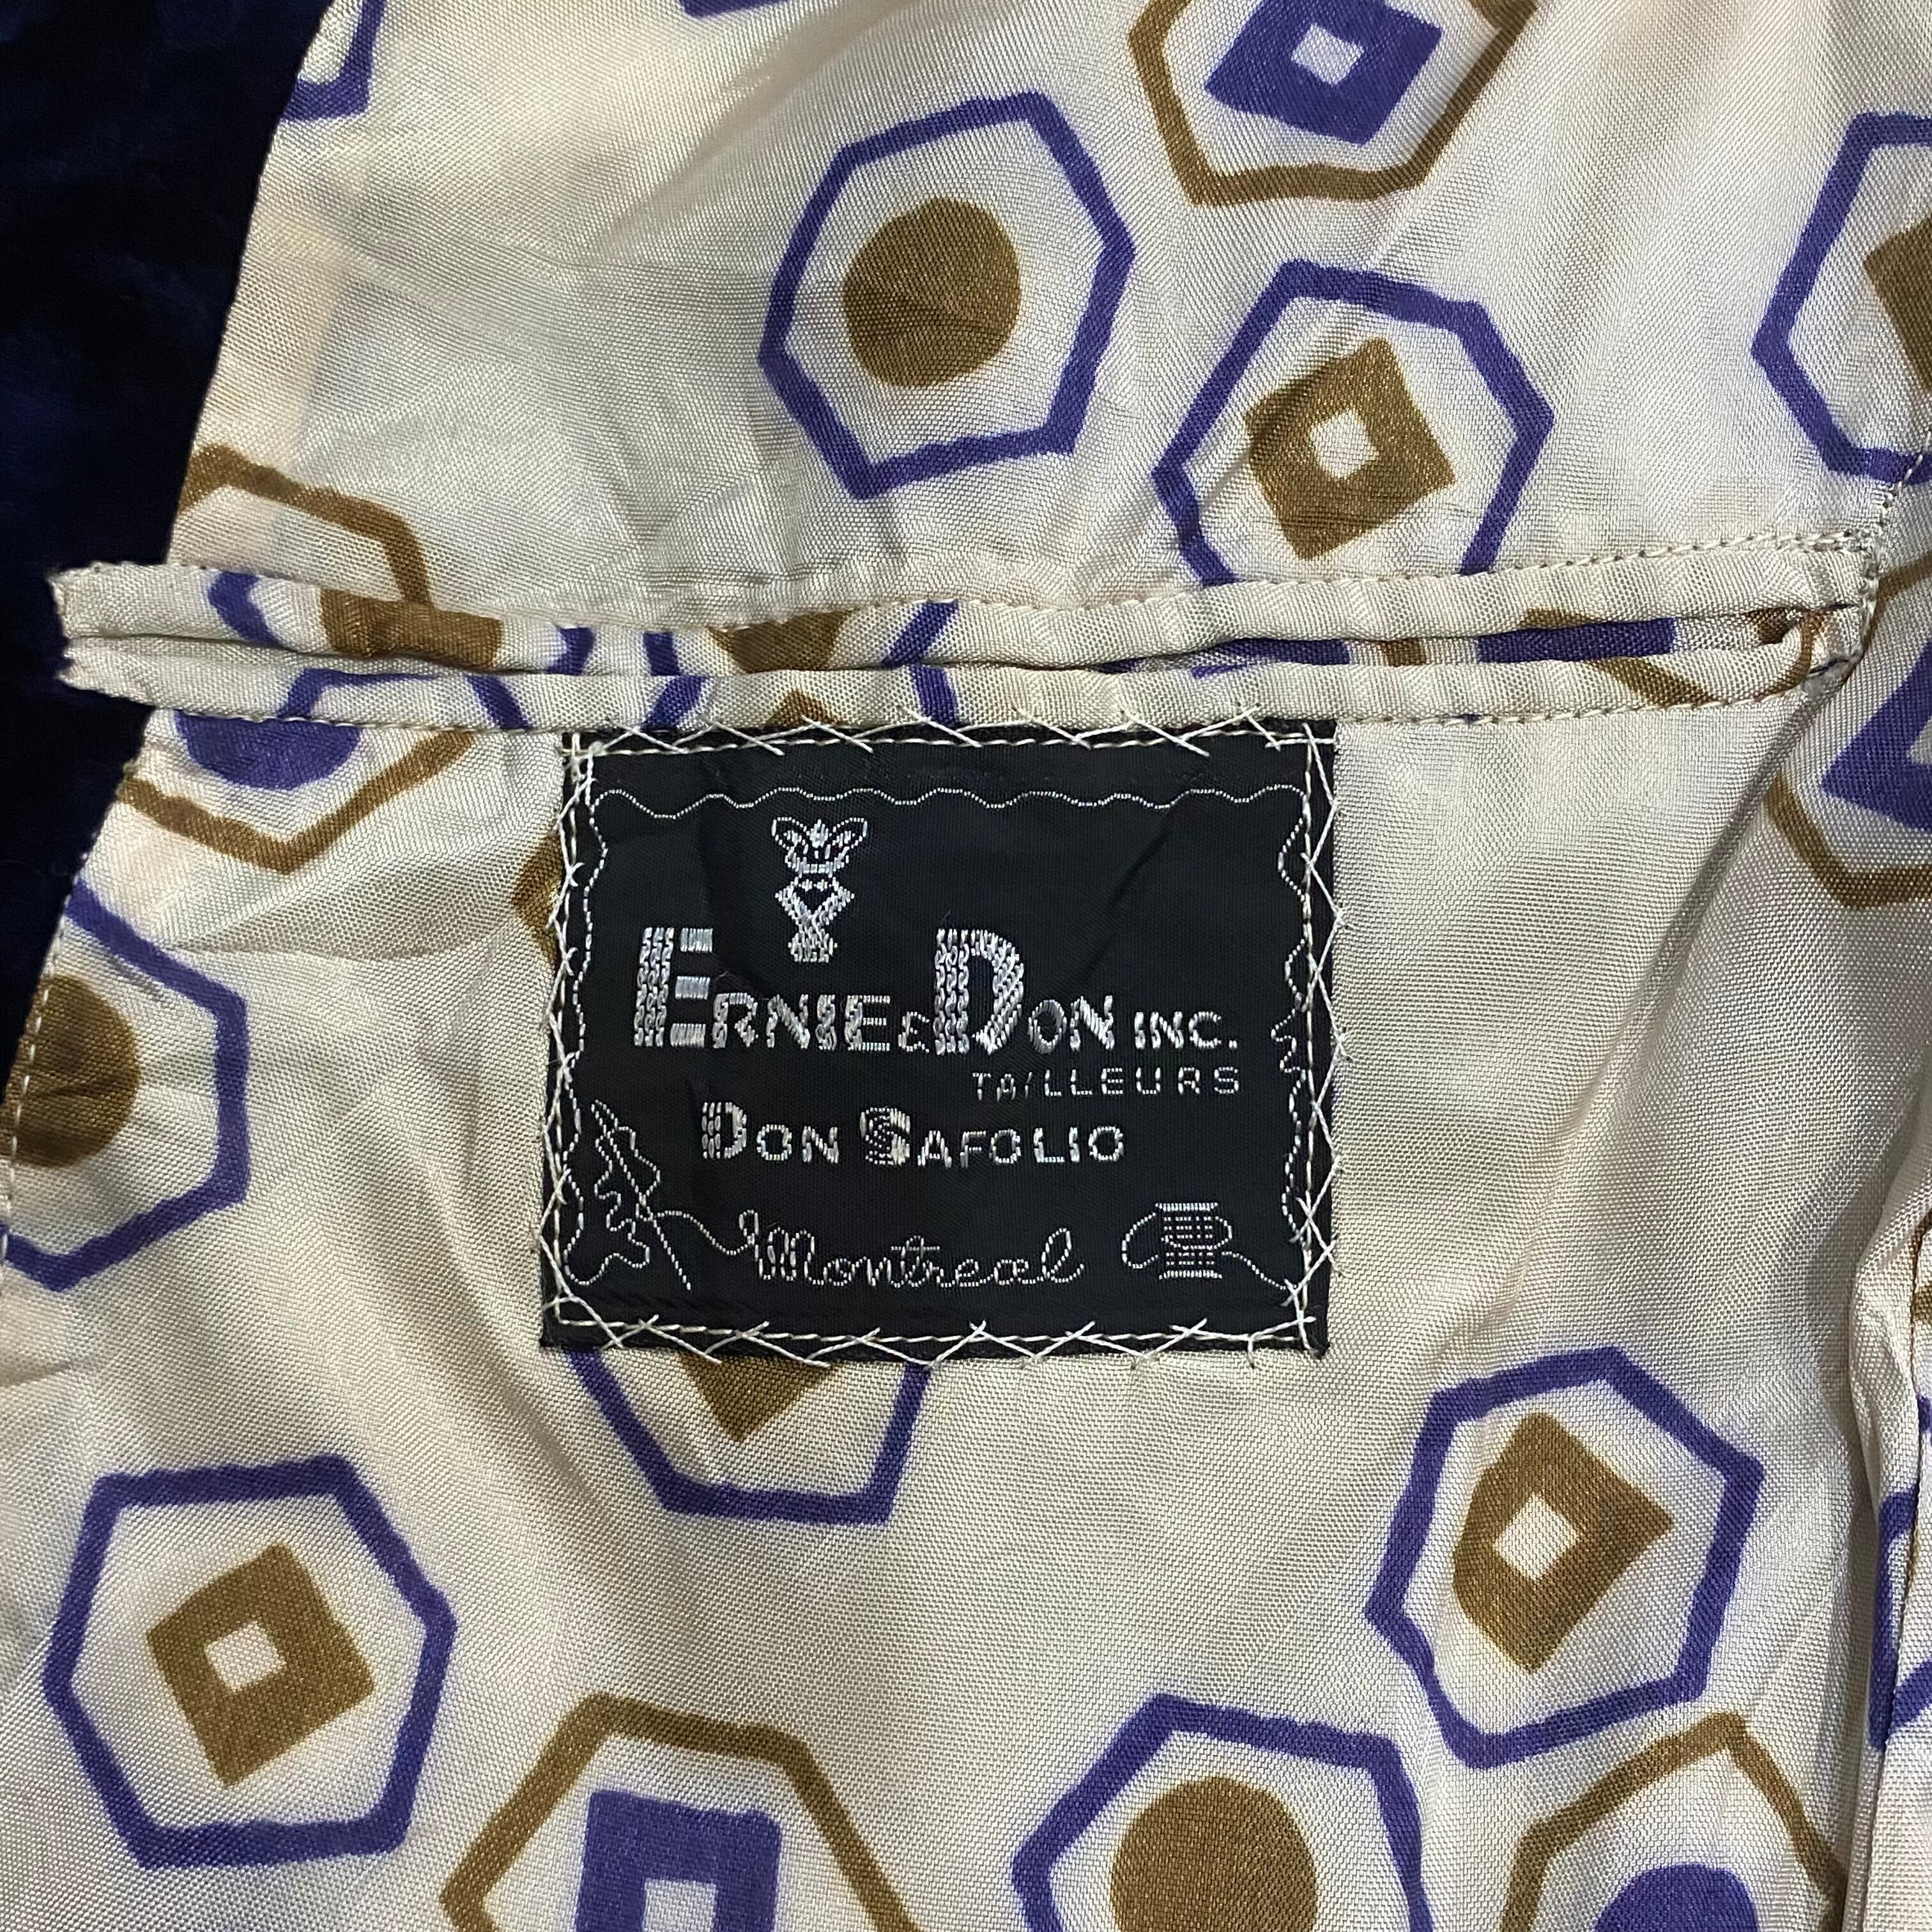 ERNIE & DON INC.
TAILLEURS
DON SAFOLIO
Montreal